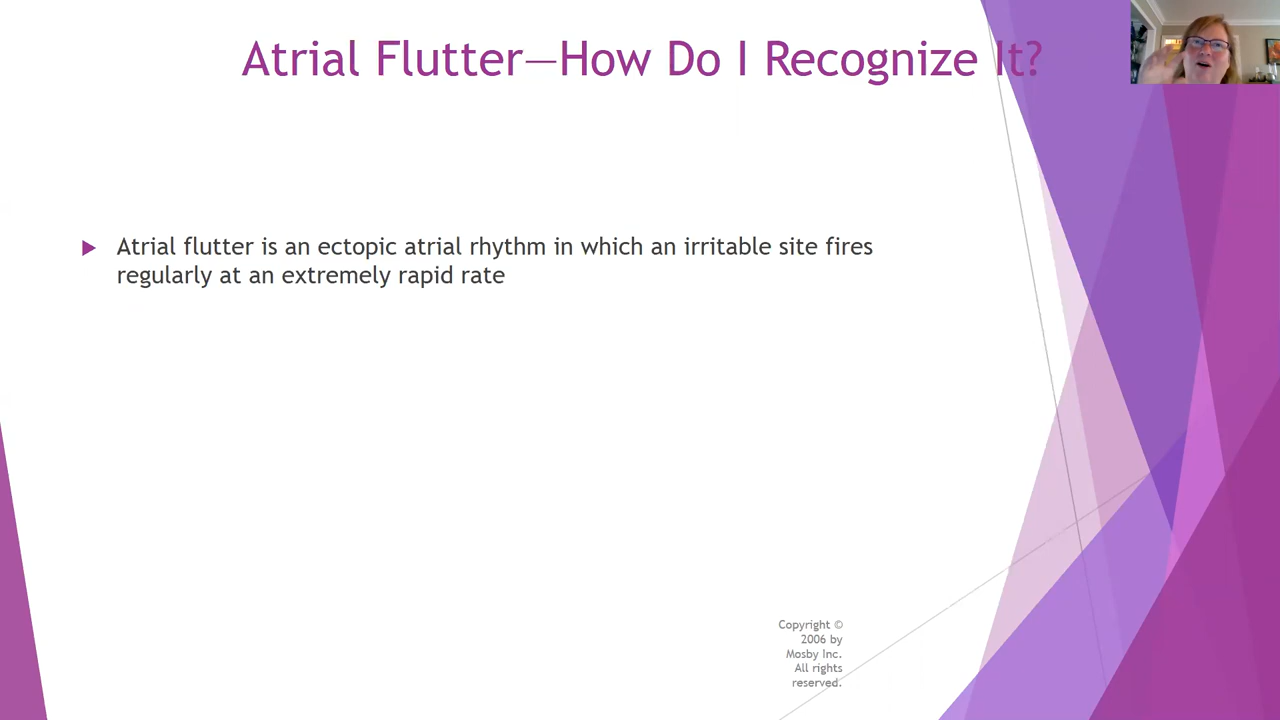 Atrial Flutter—How Do I Recognize It?
Atrial flutter is an ectopic atrial rhythm in which an irritable site fires
regularly at an extremely rapid rate
Copyright ©
2006 by
Mosby Inc.
All rights
reserved.